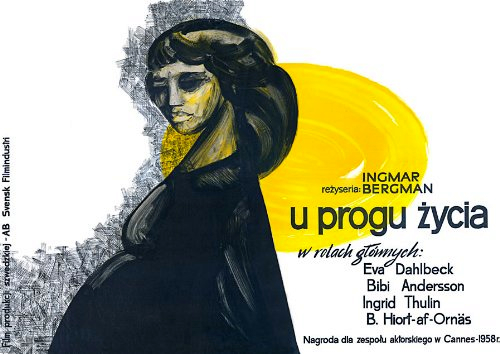 INGMAR
reżyseria: BERGMAN
u progu życia
w rolach głównych:
Eva Dahlbeck
Bibi Andersson
Ingrid Thulin
B. Hiort-af-Ornäs
Nagroda dla zespołu aktorskiego w Cannes-1958r.
Film produkcji szwedzkiej - AB Svensk Filmindustri